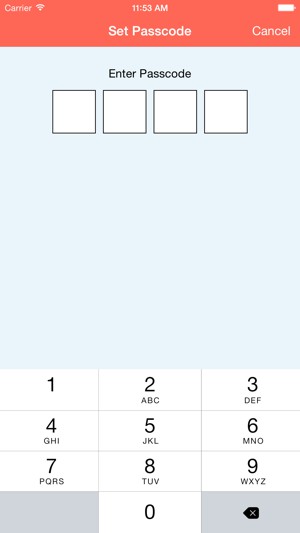 Carrier 11:53 AM
Set Passcode Cancel
Enter Passcode
1 2 3
ABC DEF
4 5 6
GHI JKL MNO
7 8 9
PQRS TUV WXYZ
0